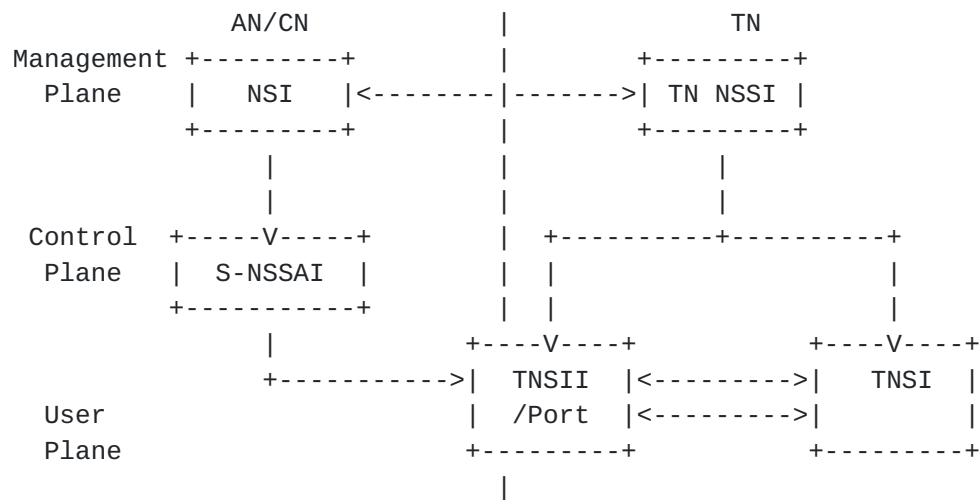 AN/CN TN
Management
Plane NSI TN NSSI
Control
Plane S-NSSAI
TNSII TNSI
User /Port
Plane